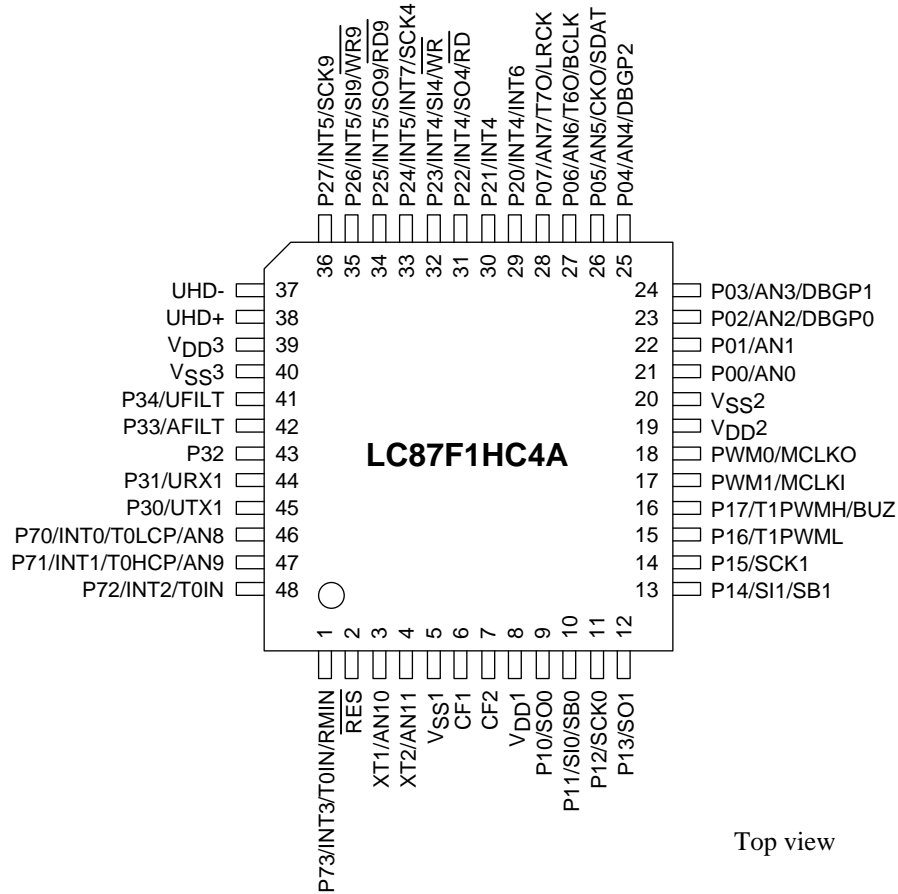 P27/INT5/SCK9
P26/INT5/SI9/WR9
P25/INT5/SO9/RD9
P24/INT5/INT7/SCK4
P23/INT4/SI4/WR
P22/INT4/SO4/RD
P21/INT4
P20/INT4/INT6
P07/AN7/T7O/LRCK
P06/AN6/T6O/BCLK
P05/AN5/CKO/SDAT
P04/AN4/DBGP2
36 35 34 33 32 31 30 29 28 27 26 25
UHD- 37
UHD+ 38
VDD3 39
VSS3 40
P34/UFILT 41
P33/AFILT 42
P32 43
P31/URX1 44
P30/UTX1 45
P70/INT0/T0LCP/AN8 46
P71/INT1/T0HCP/AN9 47
P72/INT2/T0IN 48
LC87F1HC4A
24 P03/AN3/DBGP1
23 P02/AN2/DBGP0
22 P01/AN1
21 P00/AN0
20 VSS2
19 VDD2
18 PWM0/MCLKO
17 PWM1/MCLKI
16 P17/T1PWMH/BUZ
15 P16/T1PWML
14 P15/SCK1
13 P14/SI1/SB1
1 2 3 4 5 6 7 8 9 10 11 12
P73/INT3/T0IN/RMIN
RES
XT1/AN10
XT2/AN11
VSS1
CF1
CF2
VDD1
P10/SO0
P11/SI0/SB0
P12/SCK0
P13/SO1
Top view